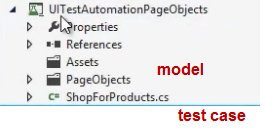 UITestAutomationPageObjects
Properties
References
Assets
model
PageObjects
C# ShopForProducts.cs
test case